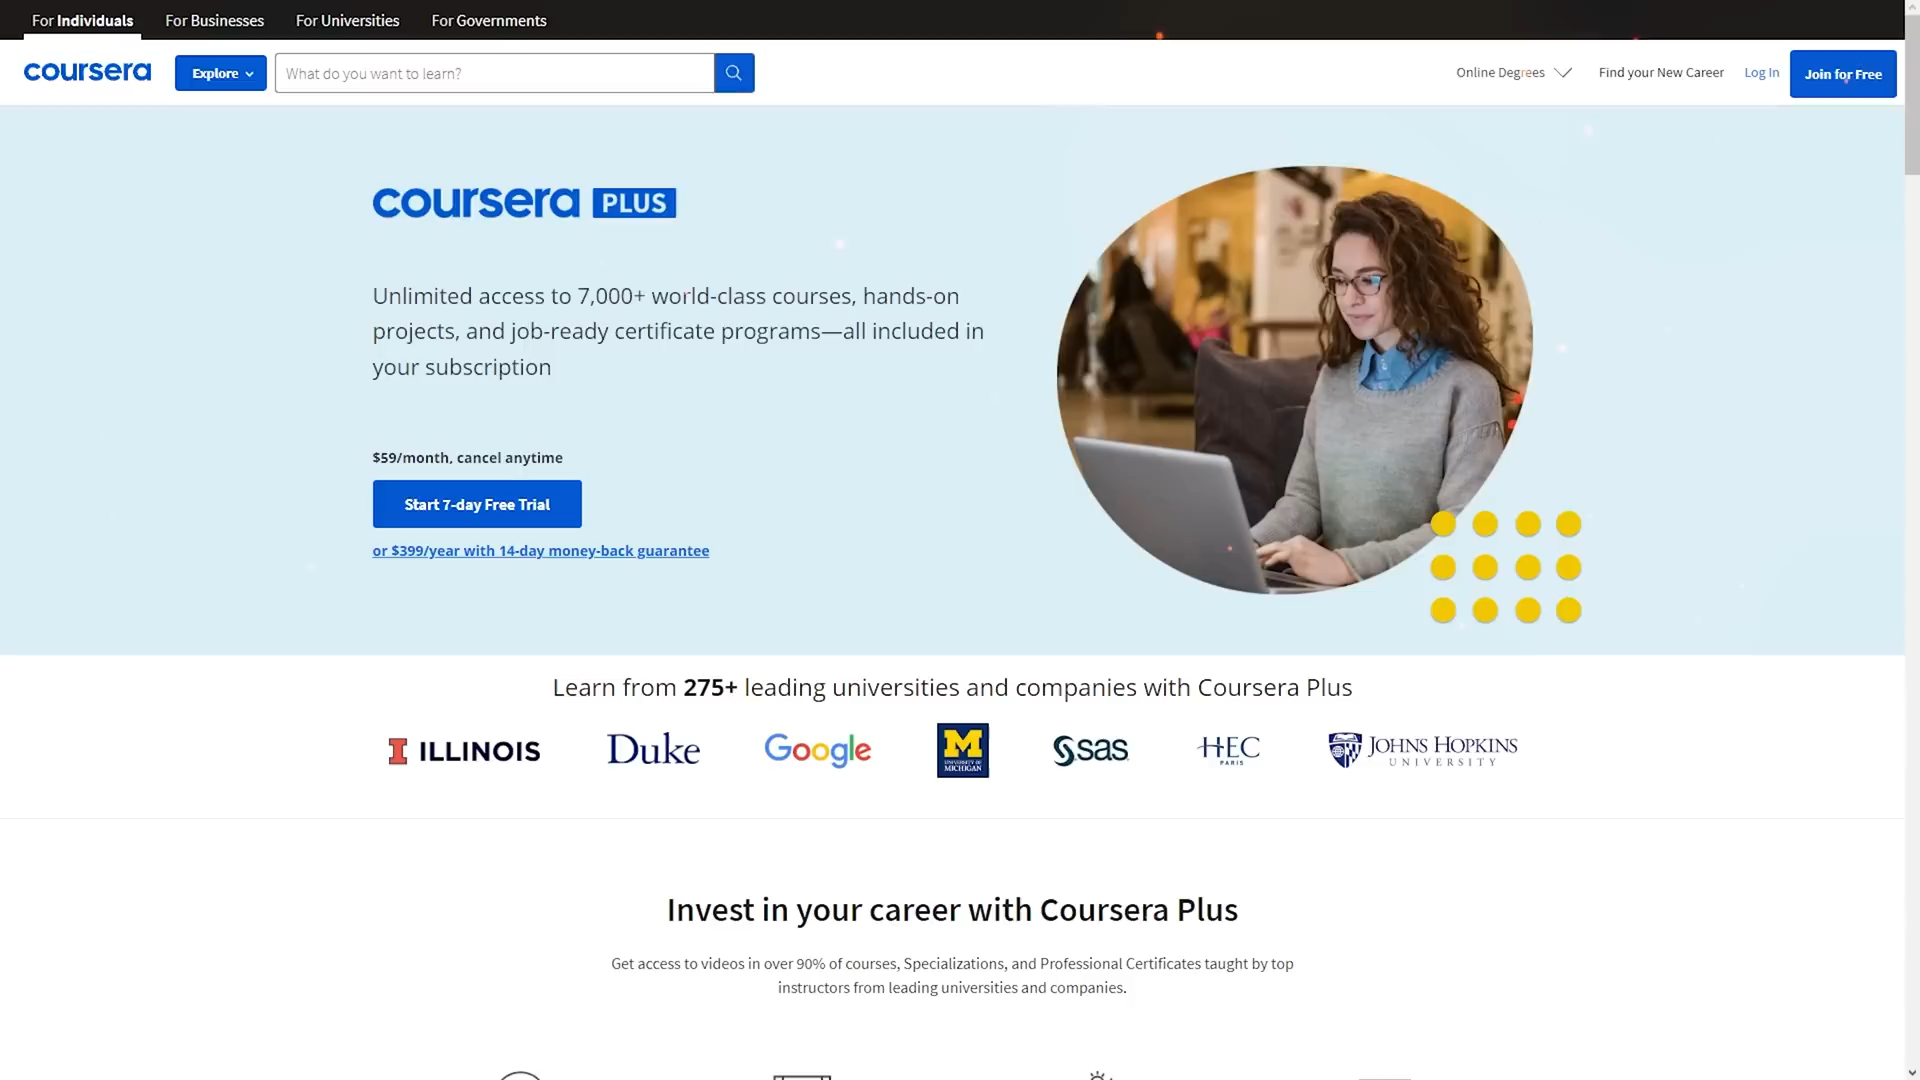 For Individuals For Businesses For Universities For Governments
coursera Explore What do you want to learn? Online Degrees Find your New Career Log In Join for Free
coursera PLUS
Unlimited access to 7,000+ world-class courses, hands-on
projects, and job-ready certificate programs—all included in
your subscription
$59/month, cancel anytime
Start 7-day Free Trial
or $399/year with 14-day money-back guarantee
Learn from 275+ leading universities and companies with Coursera Plus
I ILLINOIS Duke Google M UNIVERSITY OF MICHIGAN sas HEC PARIS JOHNS HOPKINS UNIVERSITY
Invest in your career with Coursera Plus
Get access to videos in over 90% of courses, Specializations, and Professional Certificates taught by top
instructors from leading universities and companies.